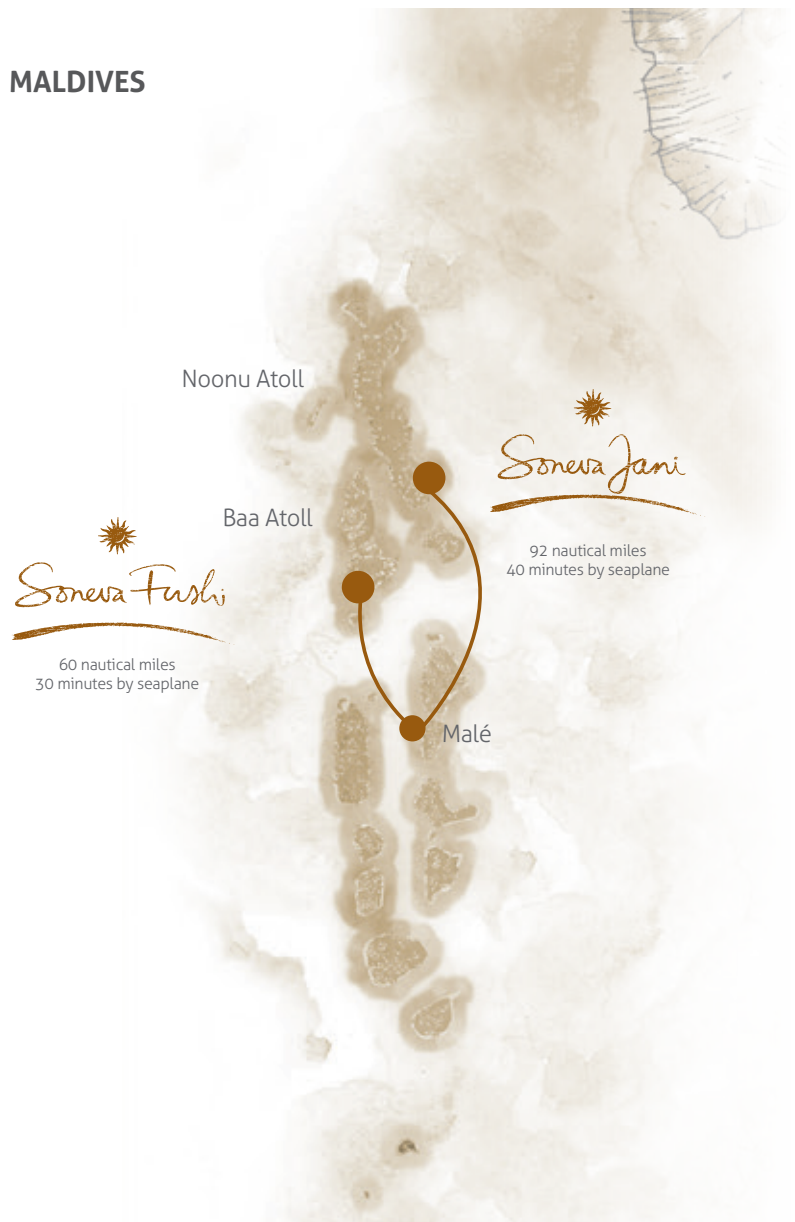 MALDIVES
Noonu Atoll
Soneva Jani
Baa Atoll
92 nautical miles
40 minutes by seaplane
Soneva Fushi
60 nautical miles
30 minutes by seaplane
Malé